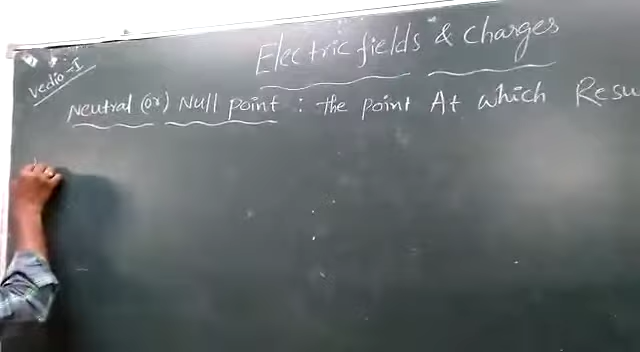 Electric fields & charges
Vedio-I
Neutral (or) Null point : the point At which Resu